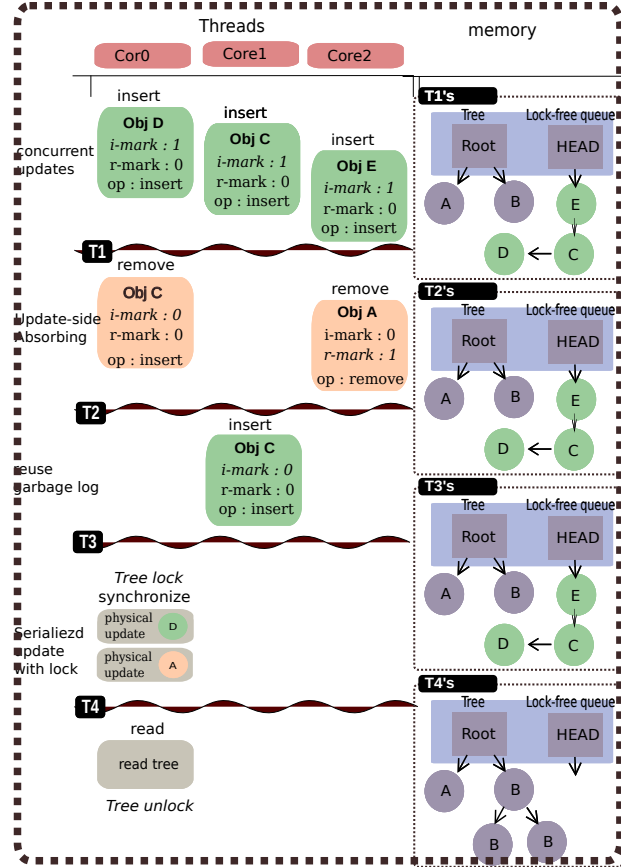 Threads
memory
Cor0
Core1
Core2
concurrent
updates
insert
Obj D
i-mark : 1
r-mark : 0
op : insert
insert
Obj C
i-mark : 1
r-mark : 0
op : insert
insert
Obj E
i-mark : 1
r-mark : 0
op : insert
T1's
Tree
Lock-free queue
Root
HEAD
A
B
E
D
C
T1
Update-side
Absorbing
remove
Obj C
i-mark : 0
r-mark : 0
op : insert
remove
Obj A
i-mark : 0
r-mark : 1
op : remove
T2's
Tree
Lock-free queue
Root
HEAD
A
B
E
D
C
T2
reuse
garbage log
insert
Obj C
i-mark : 0
r-mark : 0
op : insert
T3's
Tree
Lock-free queue
Root
HEAD
A
B
E
D
C
T3
Serialiezd
update
with lock
Tree lock
synchronize
physical
update
D
physical
update
A
T4's
Tree
Lock-free queue
Root
HEAD
A
B
B
B
T4
read
read tree
Tree unlock